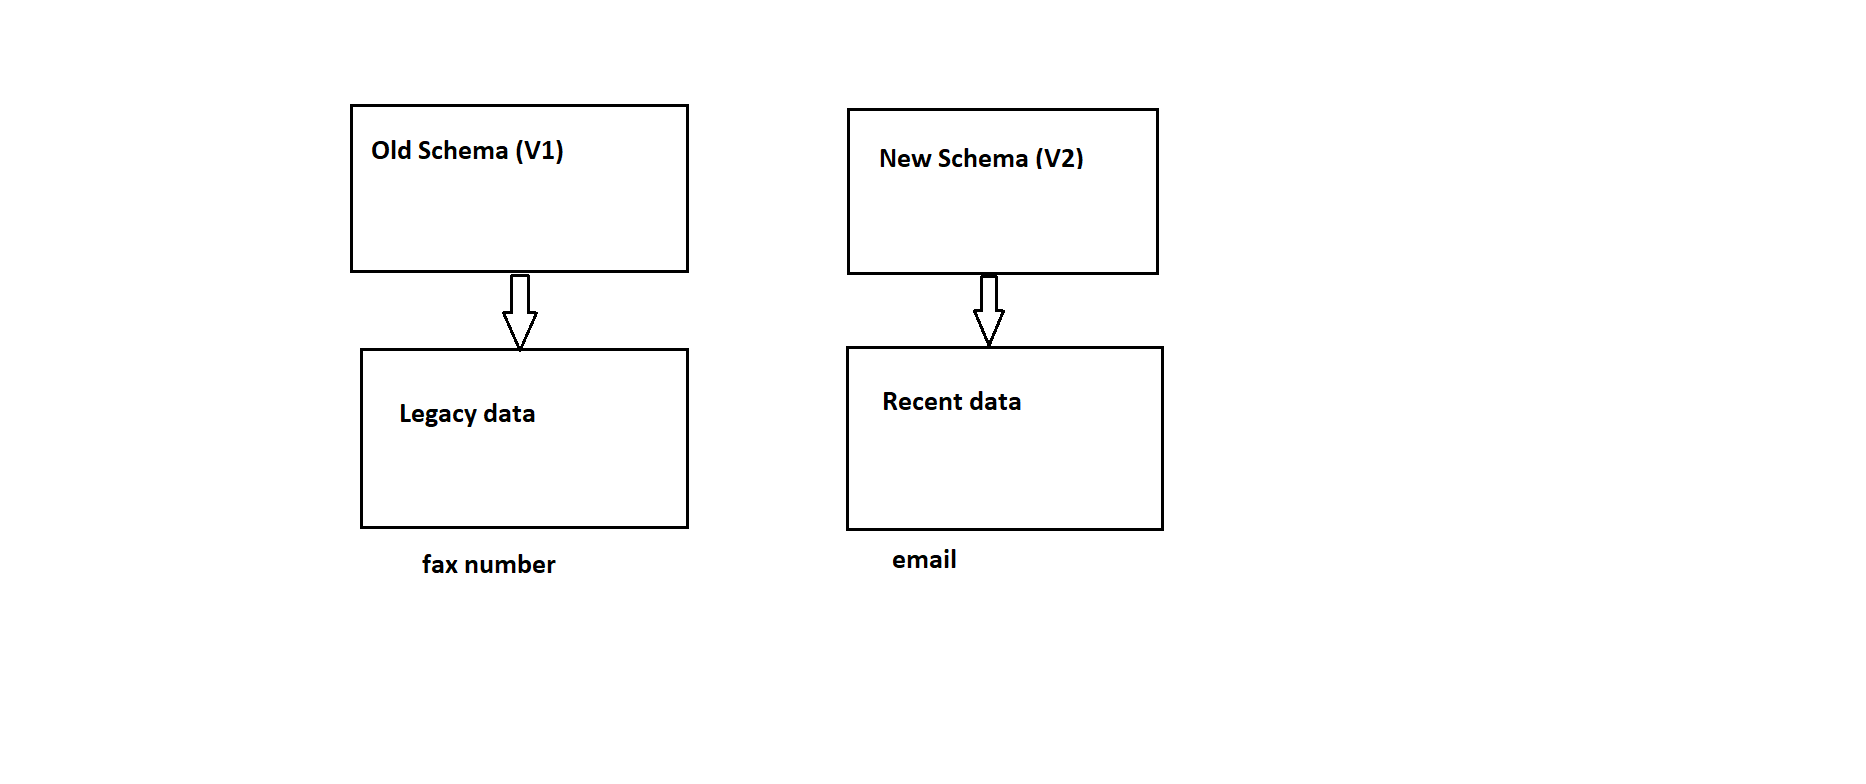 Old Schema (V1)
New Schema (V2)
Legacy data
Recent data
fax number
email